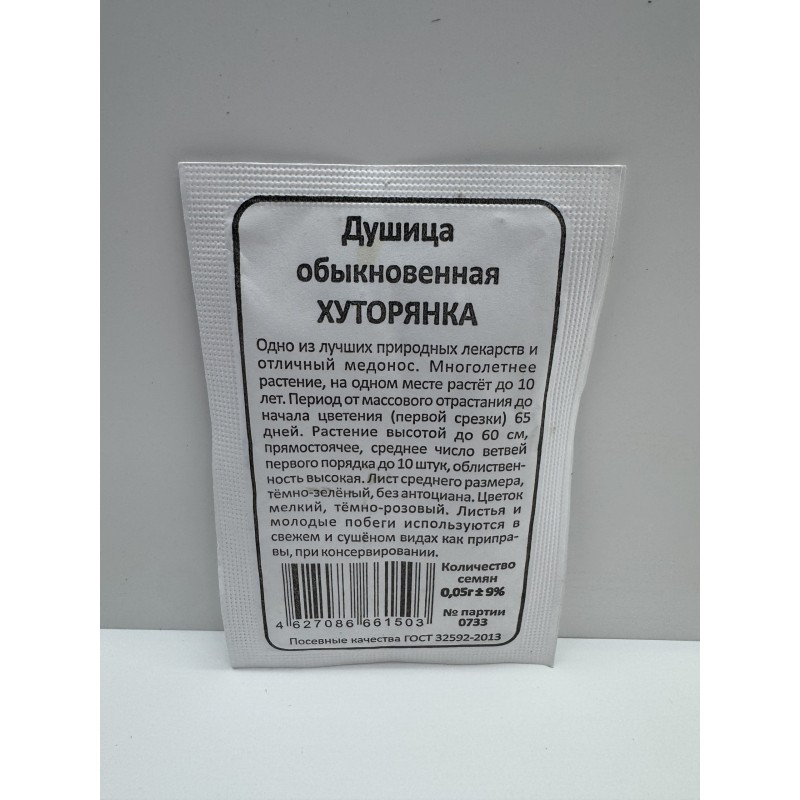 Душица
обыкновенная
ХУТОРЯНКА
Одно из лучших природных лекарств и
отличный медонос. Многолетнее
растение, на одном месте растёт до 10
лет. Период от массового отрастания до
начала цветения (первой срезки) 65
дней. Растение высотой до 60 см,
прямостоячее, среднее число ветвей
первого порядка до 10 штук, облиствен-
ность высокая. Лист среднего размера,
тёмно-зелёный, без антоциана. Цветок
мелкий, тёмно-розовый. Листья и
молодые побеги используются в
свежем и сушёном видах как припра-
вы, при консервировании.
Количество
семян
0,05г ± 9%
№ партии
0733
4 627086 661503
Посевные качества ГОСТ 32592-2013